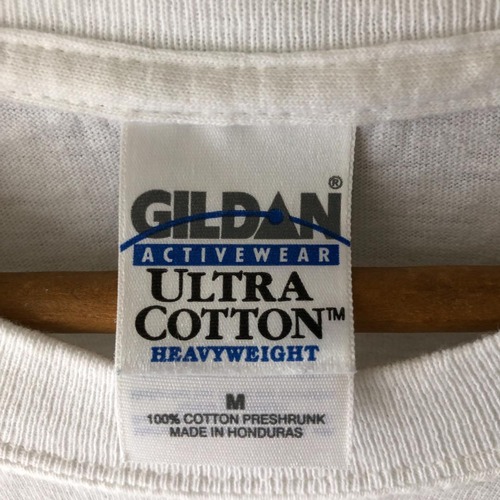 GILDAN®
ACTIVEWEAR
ULTRA
COTTON™
HEAVYWEIGHT
M
100% COTTON PRESHRUNK
MADE IN HONDURAS